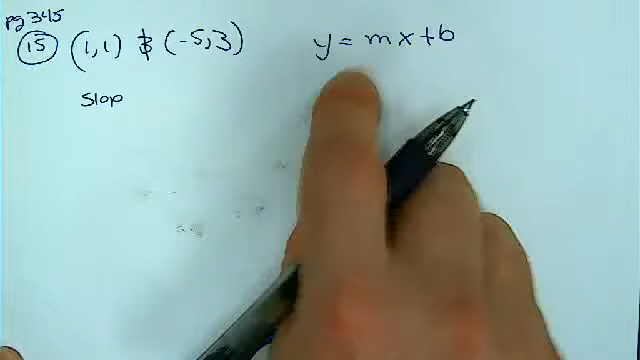 pg 345
15 (1,1) & (-5,3) y = mx+b
Slop